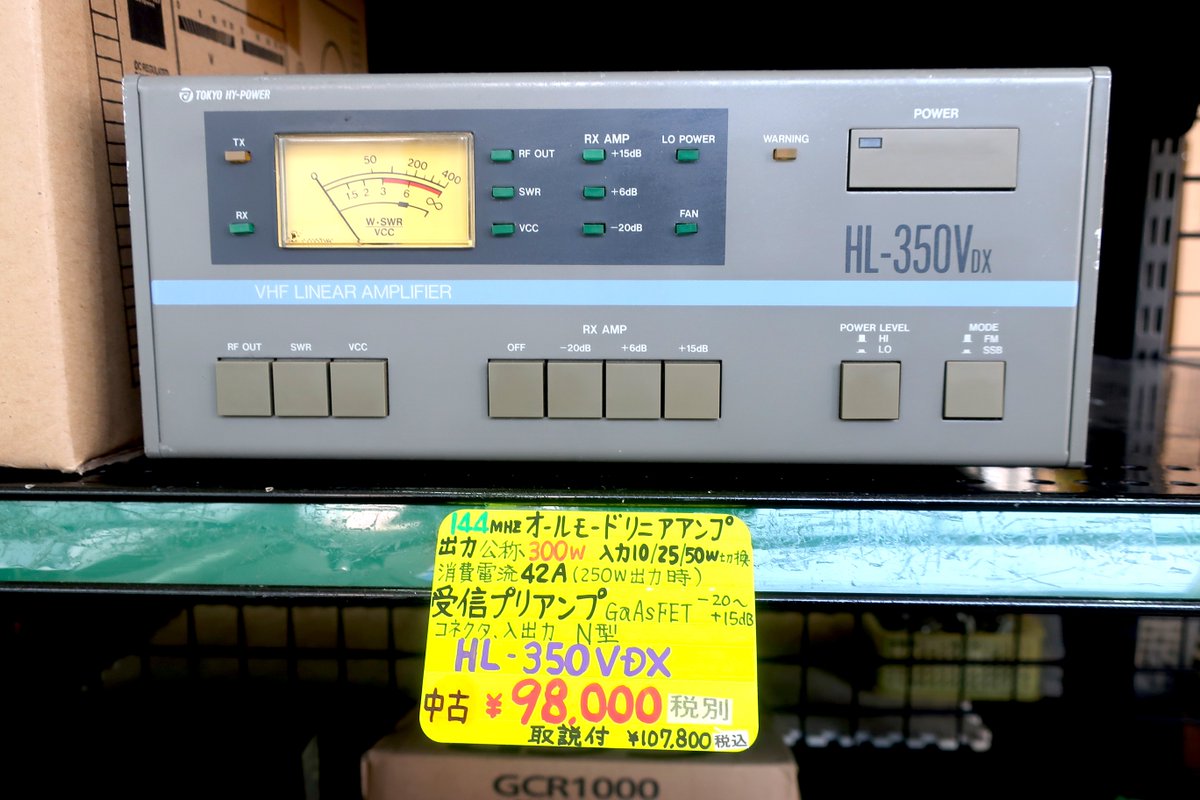 DC REGULATED
TOKYO HY-POWER
TX
RX
50 200 400
1.5 2 3 6 ∞
W-SWR
VCC
RF OUT
SWR
VCC
RX AMP
+15dB
+6dB
-20dB
LO POWER
FAN
WARNING
POWER
HL-350VDX
VHF LINEAR AMPLIFIER
RF OUT SWR VCC
RX AMP
OFF -20dB +6dB +15dB
POWER LEVEL
HI
LO
MODE
FM
SSB
144MHz オールモードリニアアンプ
出力公称300W 入力10/25/50W切換
消費電流42A(250W出力時)
受信プリアンプ GaAsFET -20〜+15dB
コネクタ、入出力 N型
HL-350VDX
中古 ¥98,000 税別
取説付 ¥107,800税込
GCR1000